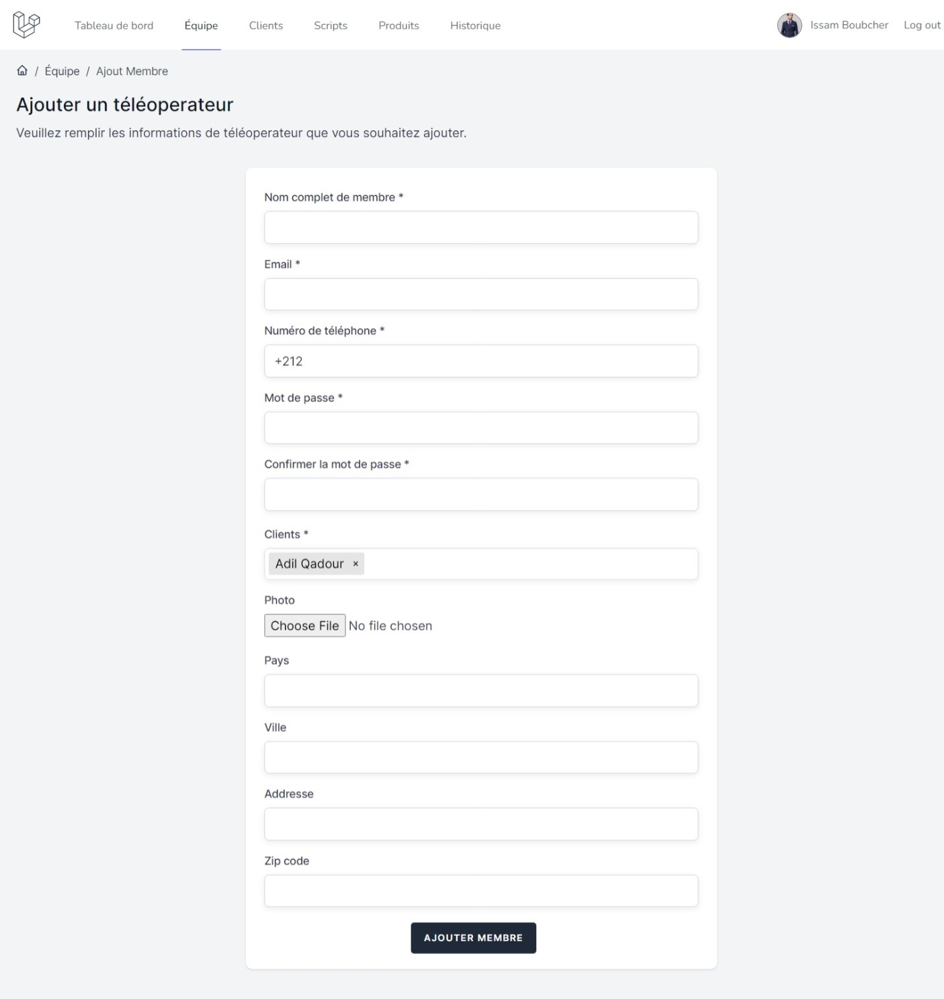 Tableau de bord Équipe Clients Scripts Produits Historique Issam Boubcher Log out
/ Équipe / Ajout Membre
Ajouter un téléoperateur
Veuillez remplir les informations de téléoperateur que vous souhaitez ajouter.
Nom complet de membre *
Email *
Numéro de téléphone *
+212
Mot de passe *
Confirmer la mot de passe *
Clients *
Adil Qadour ×
Photo
Choose File No file chosen
Pays
Ville
Addresse
Zip code
AJOUTER MEMBRE